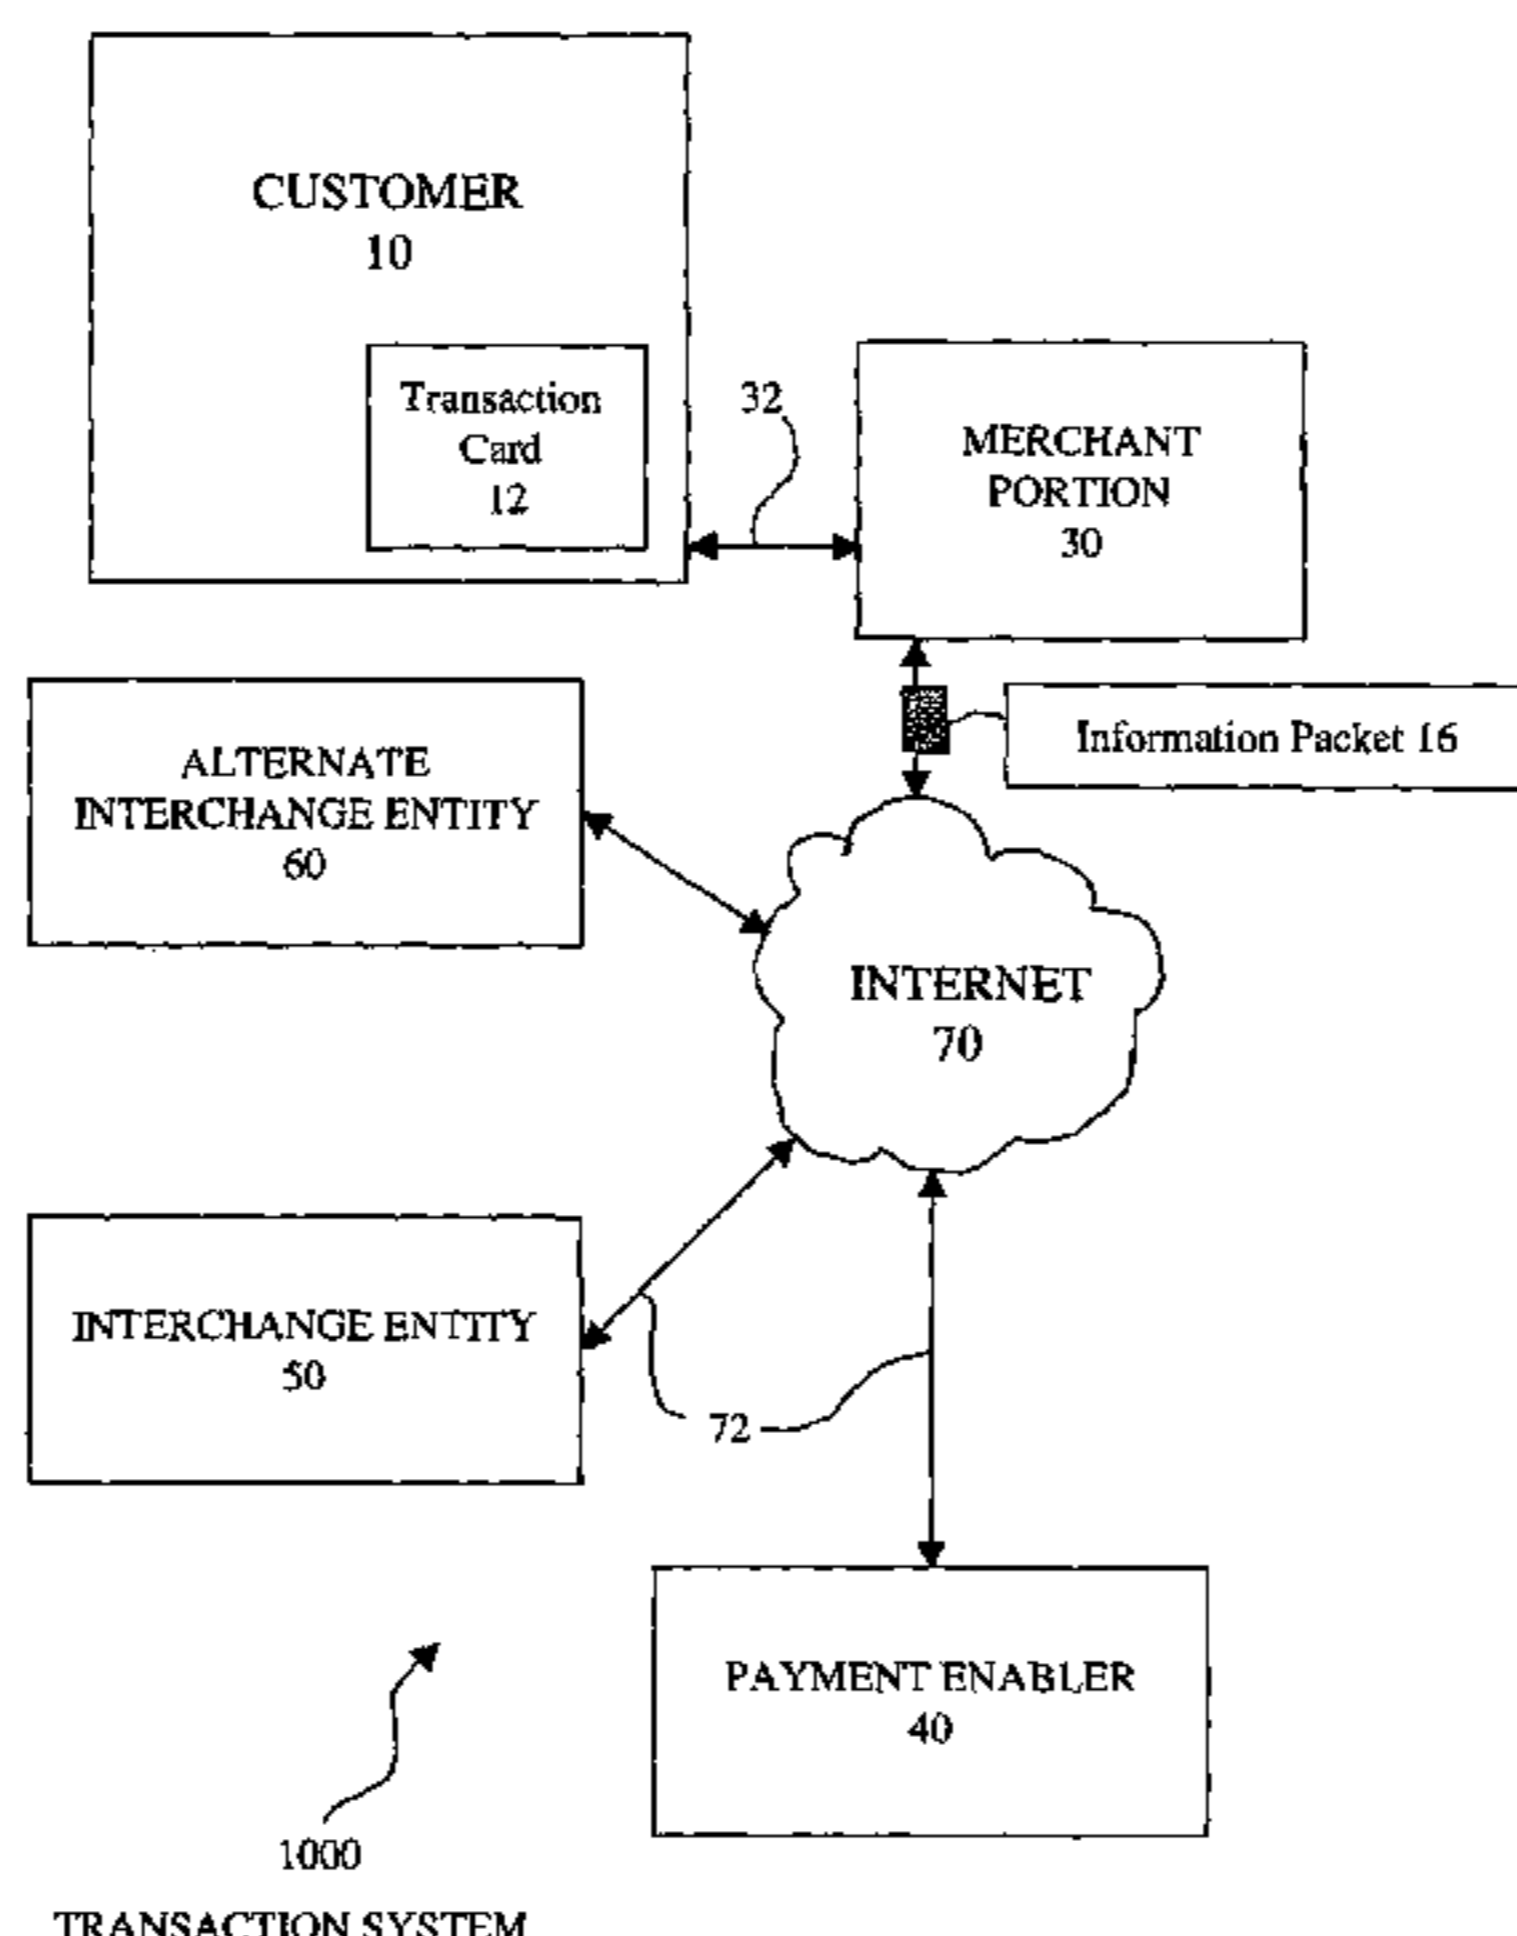 CUSTOMER
10
Transaction
Card
12
32
MERCHANT
PORTION
30
Information Packet 16
ALTERNATE
INTERCHANGE ENTITY
60
INTERNET
70
INTERCHANGE ENTITY
50
72
PAYMENT ENABLER
40
1000
TRANSACTION SYSTEM